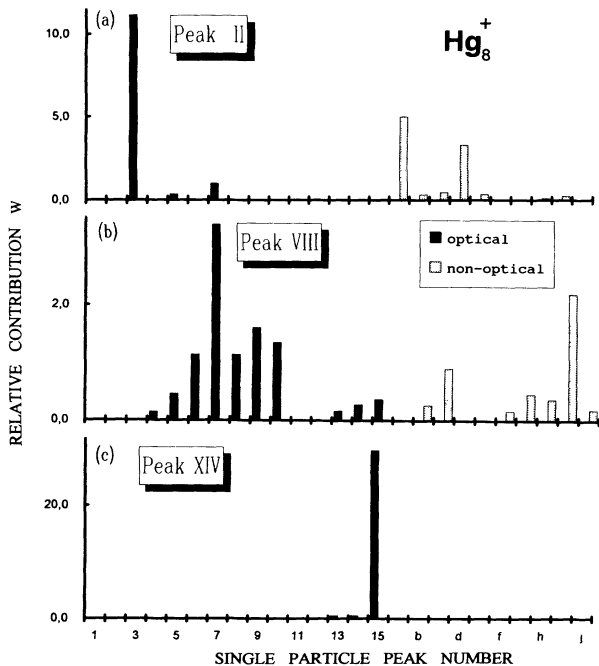 (a)
Peak II
Hg8+
10,0
5,0
0,0
(b)
Peak VIII
optical
non-optical
2,0
0,0
(c)
Peak XIV
20,0
0,0
1 3 5 7 9 11 13 15 b d f h j
SINGLE PARTICLE PEAK NUMBER
RELATIVE CONTRIBUTION W